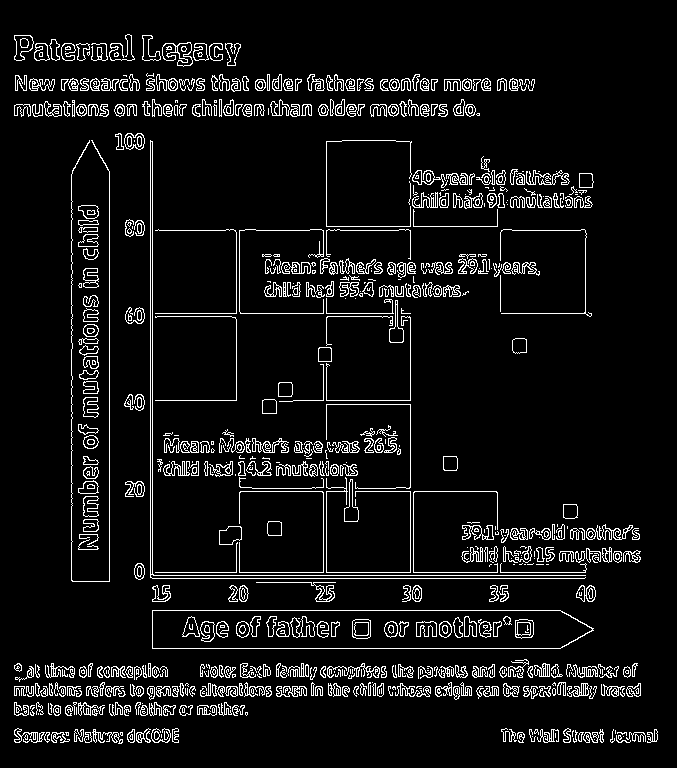 Paternal Legacy
New research shows that older fathers confer more new
mutations on their children than older mothers do.
100
80
60
40
20
0
Number of mutations in child
40-year-old father's
child had 91 mutations
Mean: Father's age was 29.1 years,
child had 55.4 mutations.
Mean: Mother's age was 26.5,
child had 14.2 mutations
39.1-year-old mother's
child had 15 mutations
15 20 25 30 35 40
Age of father or mother*
* at time of conception Note: Each family comprises the parents and one child. Number of
mutations refers to genetic alterations seen in the child whose origin can be specifically traced
back to either the father or mother.
Sources: Nature; deCODE The Wall Street Journal